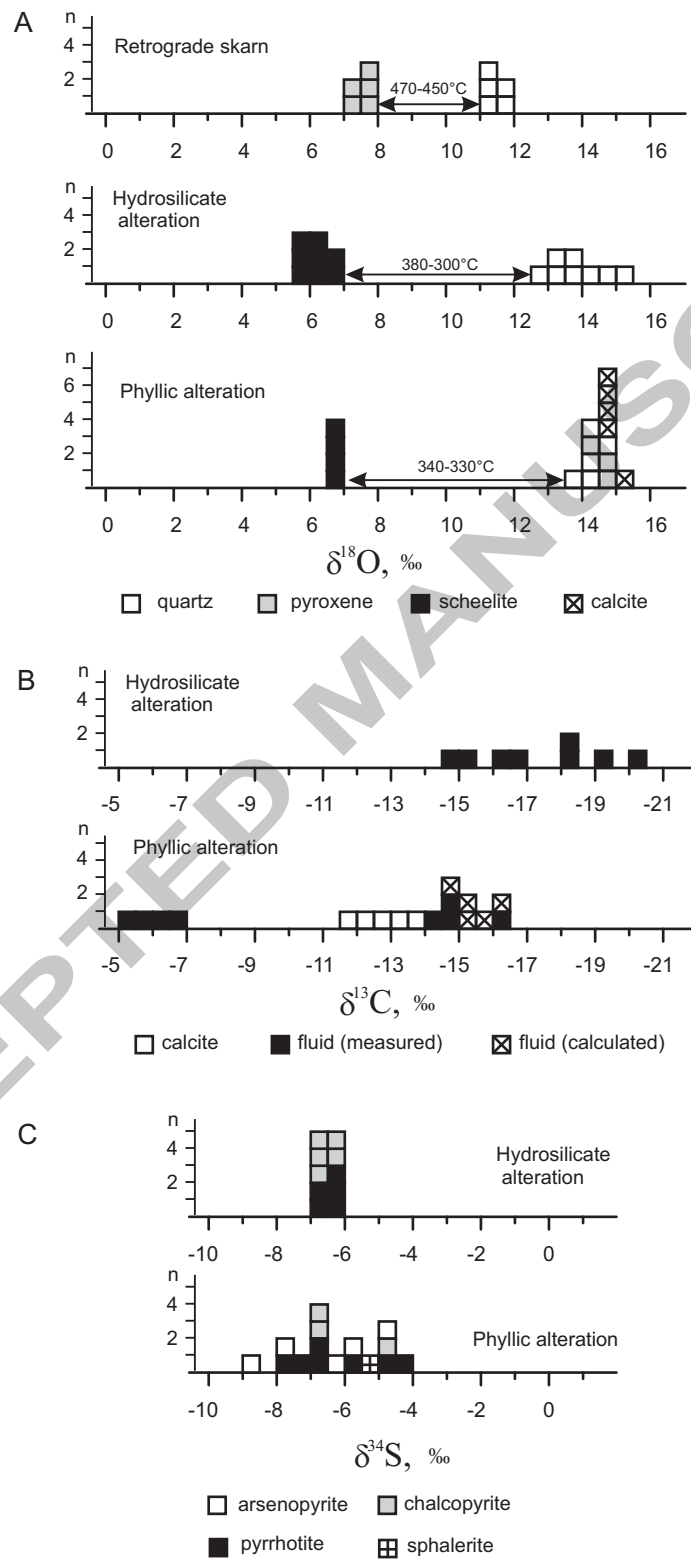 A
n
4
2
Retrograde skarn
470-450°C
0 2 4 6 8 10 12 14 16
n
4
2
Hydrosilicate
alteration
380-300°C
0 2 4 6 8 10 12 14 16
n
6
4
2
Phyllic alteration
340-330°C
0 2 4 6 8 10 12 14 16
δ¹⁸O, ‰
quartz pyroxene scheelite calcite
B
n
4
2
Hydrosilicate
alteration
-5 -7 -9 -11 -13 -15 -17 -19 -21
n
4
2
Phyllic alteration
-5 -7 -9 -11 -13 -15 -17 -19 -21
δ¹³C, ‰
calcite fluid (measured) fluid (calculated)
C
n
4
2
Hydrosilicate
alteration
-10 -8 -6 -4 -2 0
n
4
2
Phyllic alteration
-10 -8 -6 -4 -2 0
δ³⁴S, ‰
arsenopyrite chalcopyrite
pyrrhotite sphalerite
EPTED MANUSC